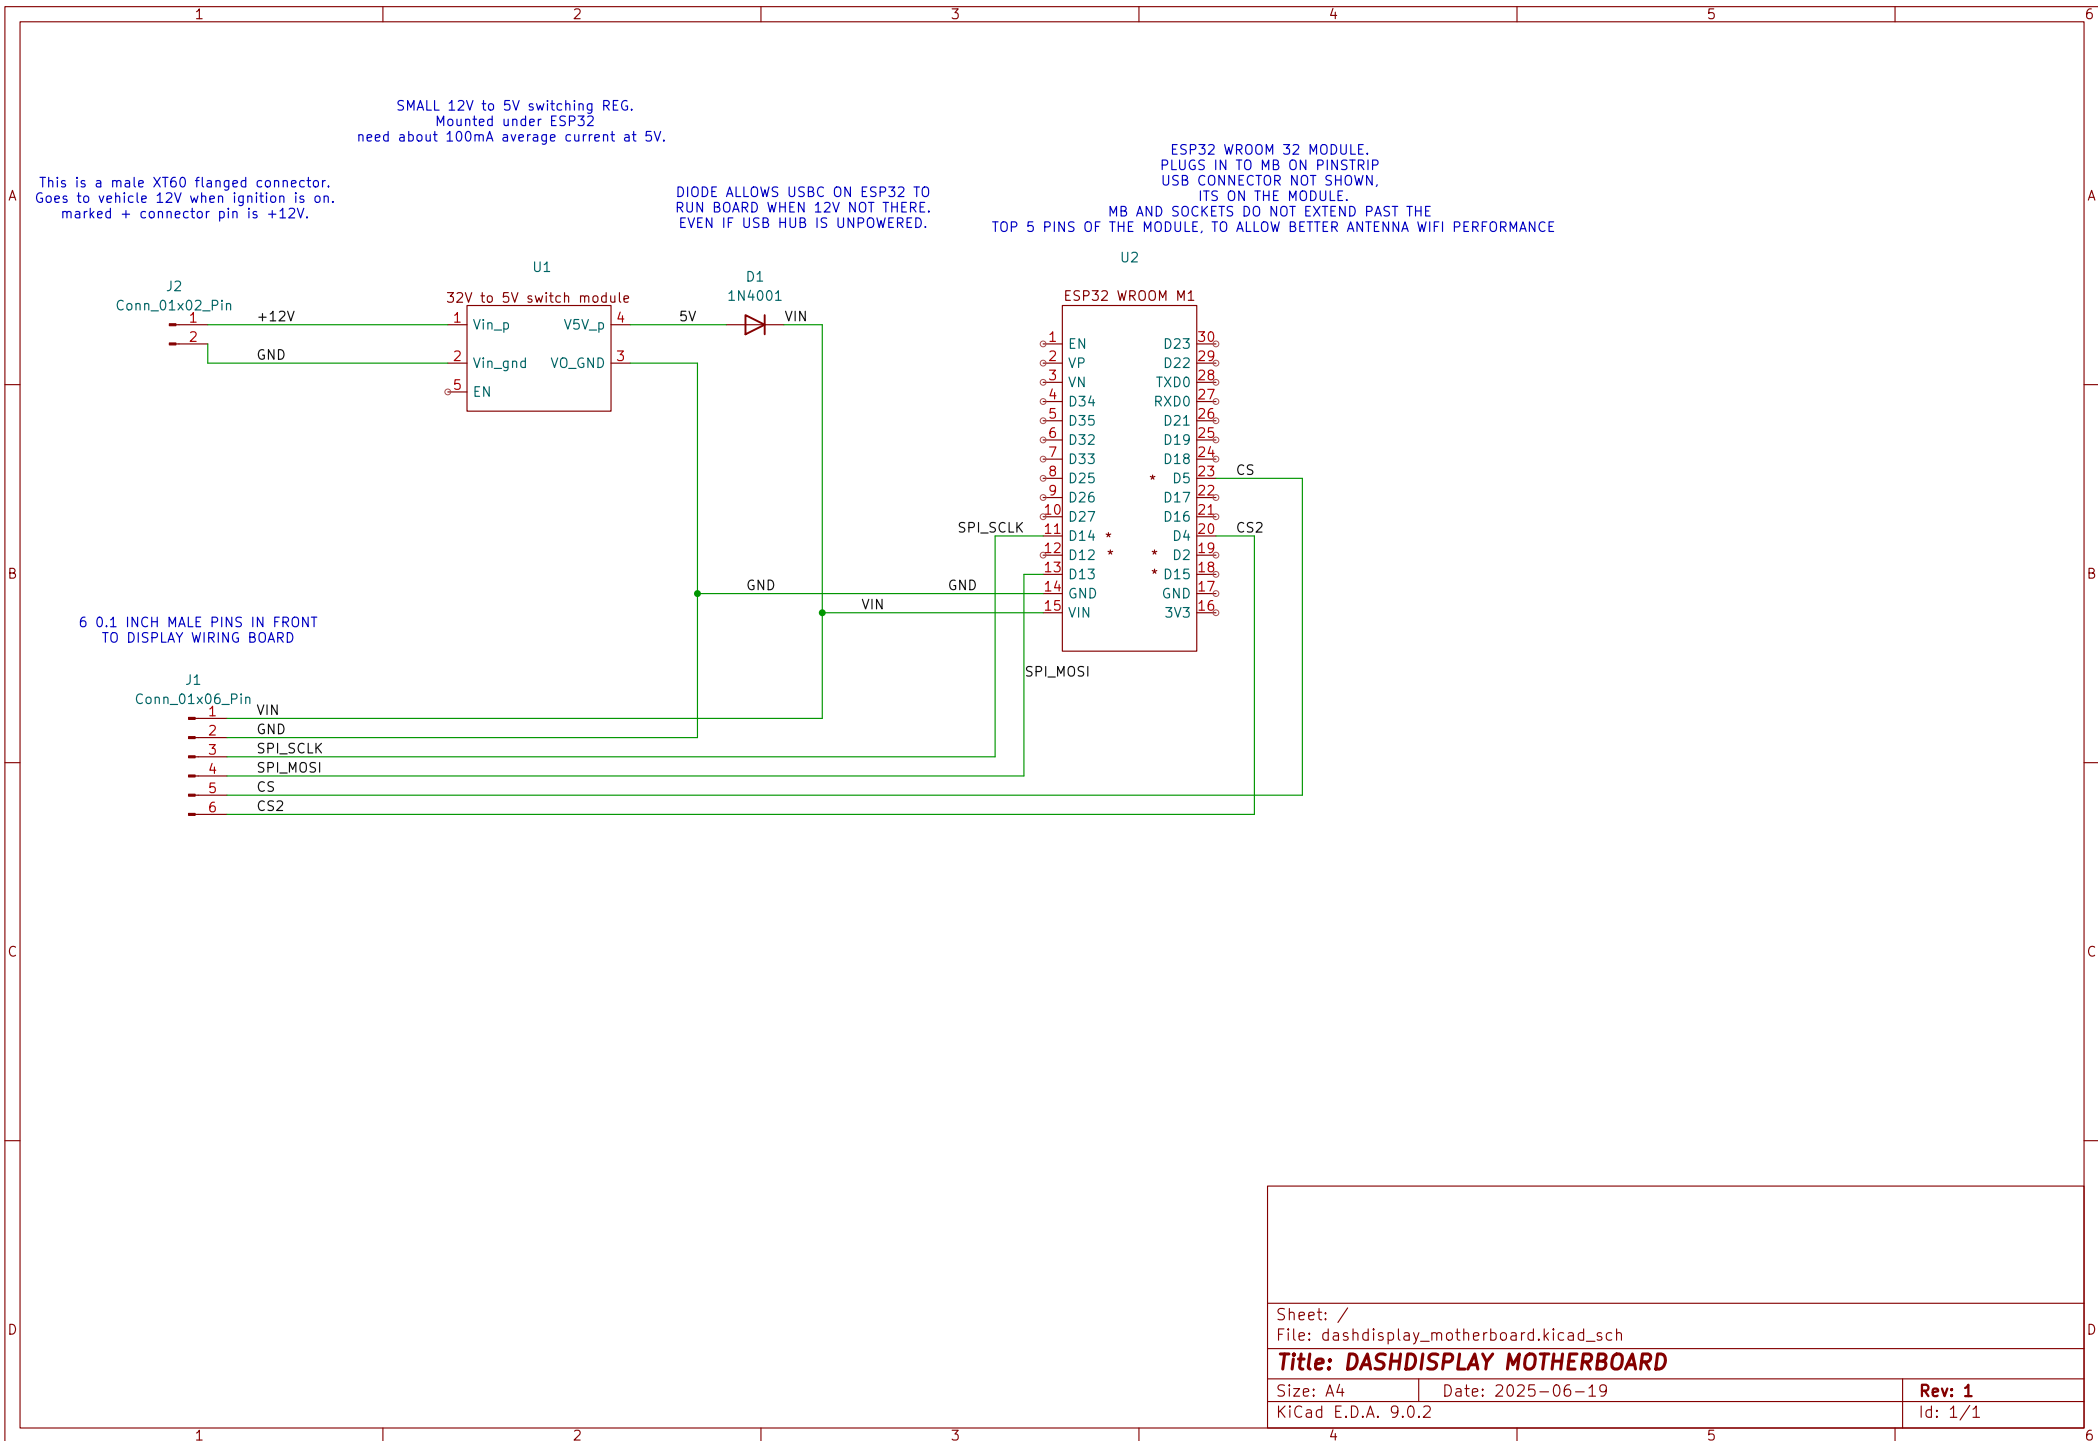 1 2 3 4 5 6
SMALL 12V to 5V switching REG.
Mounted under ESP32
need about 100mA average current at 5V.
This is a male XT60 flanged connector.
Goes to vehicle 12V when ignition is on.
marked + connector pin is +12V.
DIODE ALLOWS USBC ON ESP32 TO
RUN BOARD WHEN 12V NOT THERE.
EVEN IF USB HUB IS UNPOWERED.
ESP32 WROOM 32 MODULE.
PLUGS IN TO MB ON PINSTRIP
USB CONNECTOR NOT SHOWN,
ITS ON THE MODULE.
MB AND SOCKETS DO NOT EXTEND PAST THE
TOP 5 PINS OF THE MODULE, TO ALLOW BETTER ANTENNA WIFI PERFORMANCE
A A
J2
Conn_01x02_Pin
1 +12V
2 GND
U1
32V to 5V switch module
1 Vin_p V5V_p 4
2 Vin_gnd VO_GND 3
5 EN
5V
D1
1N4001
VIN
U2
ESP32 WROOM M1
1 EN D23 30
2 VP D22 29
3 VN TXD0 28
4 D34 RXD0 27
5 D35 D21 26
6 D32 D19 25
7 D33 D18 24
8 D25 * D5 23 CS
9 D26 D17 22
10 D27 D16 21
SPI_SCLK 11 D14 * D4 20 CS2
12 D12 * * D2 19
13 D13 * D15 18
GND GND 14 GND GND 17
VIN 15 VIN 3V3 16
SPI_MOSI
B B
6 0.1 INCH MALE PINS IN FRONT
TO DISPLAY WIRING BOARD
J1
Conn_01x06_Pin
1 VIN
2 GND
3 SPI_SCLK
4 SPI_MOSI
5 CS
6 CS2
C C
D D
Sheet: /
File: dashdisplay_motherboard.kicad_sch
Title: DASHDISPLAY MOTHERBOARD
Size: A4 Date: 2025-06-19 Rev: 1
KiCad E.D.A. 9.0.2 Id: 1/1
1 2 3 4 5 6